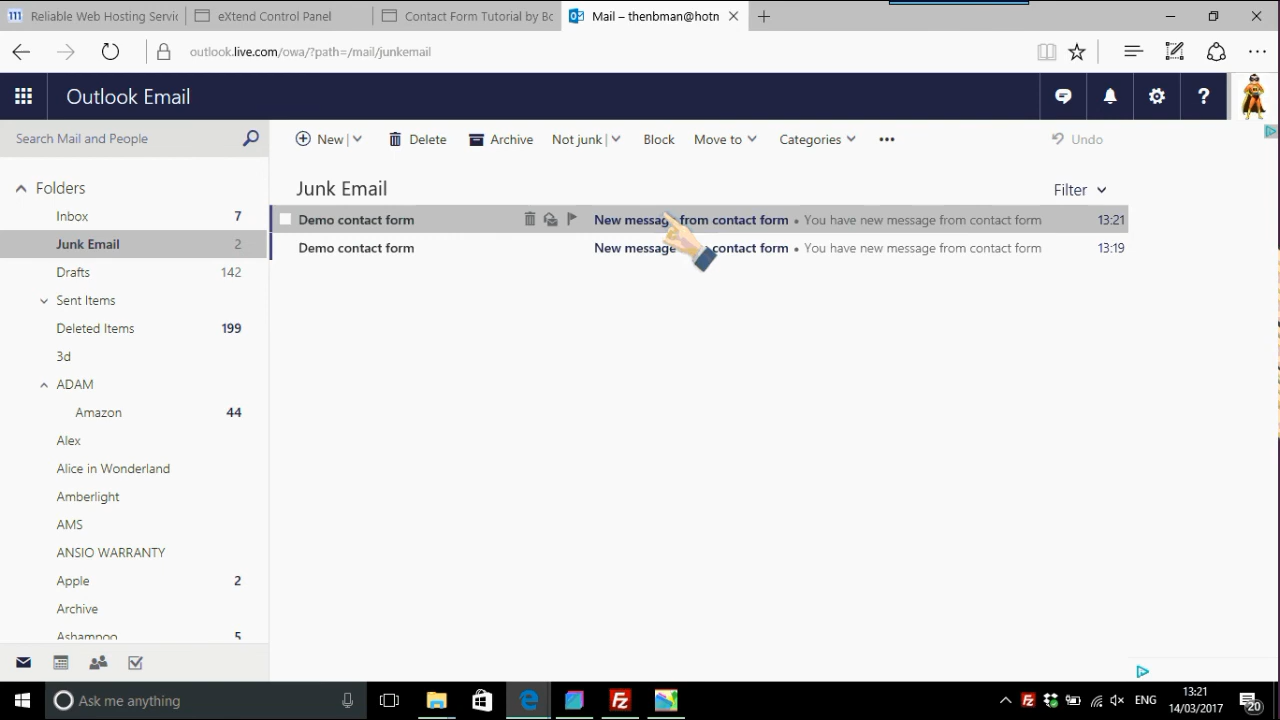 Reliable Web Hosting Servic
eXtend Control Panel
Contact Form Tutorial by Bo
Mail – thenbman@hotn
outlook.live.com/owa/?path=/mail/junkemail
Outlook Email
?
Search Mail and People
New
Delete
Archive
Not junk
Block
Move to
Categories
Undo
Folders
Junk Email
Filter
Inbox 7
Demo contact form New message from contact form • You have new message from contact form 13:21
Junk Email 2
Demo contact form New message contact form • You have new message from contact form 13:19
Drafts 142
Sent Items
Deleted Items 199
3d
ADAM
Amazon 44
Alex
Alice in Wonderland
Amberlight
AMS
ANSIO WARRANTY
Apple 2
Archive
Ashampoo 5
Ask me anything
ENG
13:21
14/03/2017
20